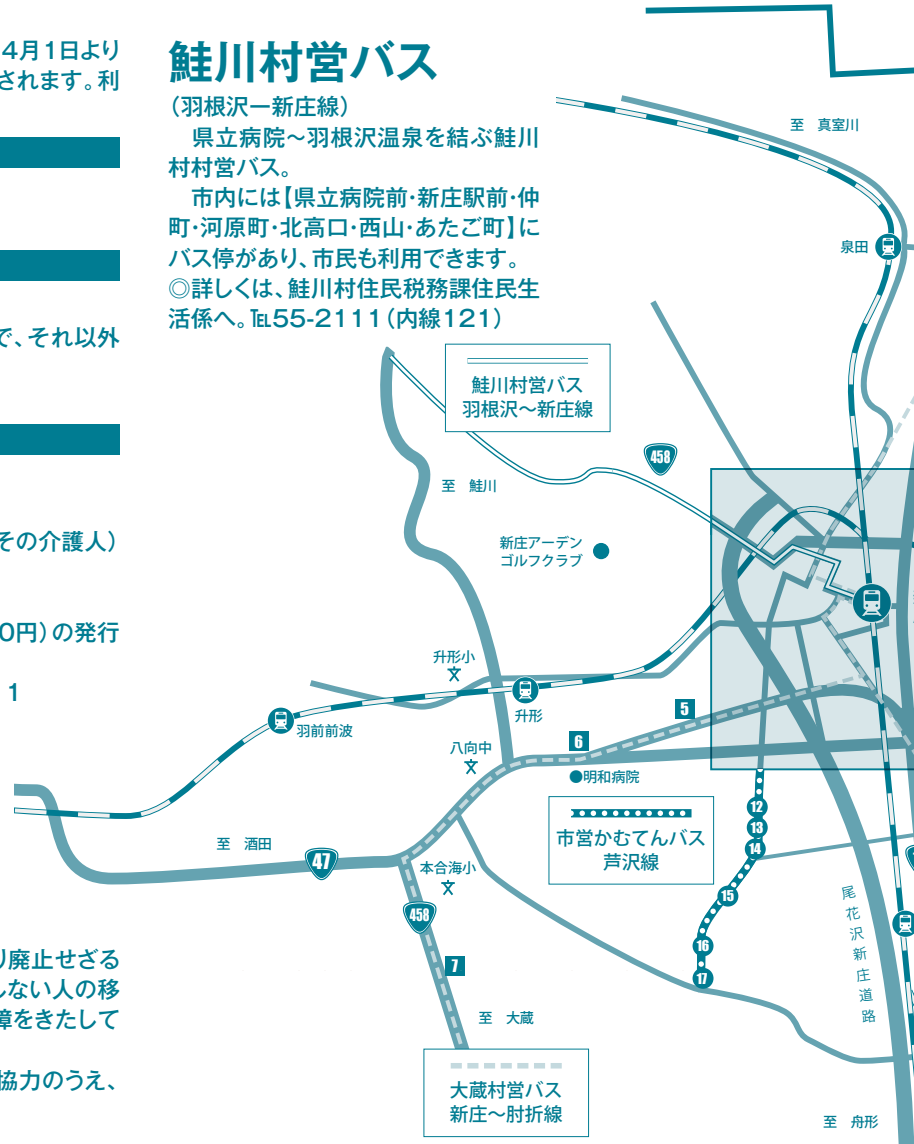 4月1日より
されます。利
で、それ以外
その介護人)
0円)の発行
1
り廃止せざる
しない人の移
障をきたして
協力のうえ、
鮭川村営バス
(羽根沢ー新庄線)
県立病院〜羽根沢温泉を結ぶ鮭川
村村営バス。
市内には【県立病院前・新庄駅前・仲
町・河原町・北高口・西山・あたご町】に
バス停があり、市民も利用できます。
◎詳しくは、鮭川村住民税務課住民生
活係へ。℡55-2111(内線121)
至 真室川
泉田
鮭川村営バス
羽根沢〜新庄線
458
至 鮭川
新庄アーデン
ゴルフクラブ
升形小
升形
羽前前波
5
6
八向中
明和病院
市営かむてんバス
芦沢線
12
13
14
15
16
17
至 酒田
47
本合海小
458
7
至 大蔵
大蔵村営バス
新庄〜肘折線
尾花沢新庄道路
至 舟形